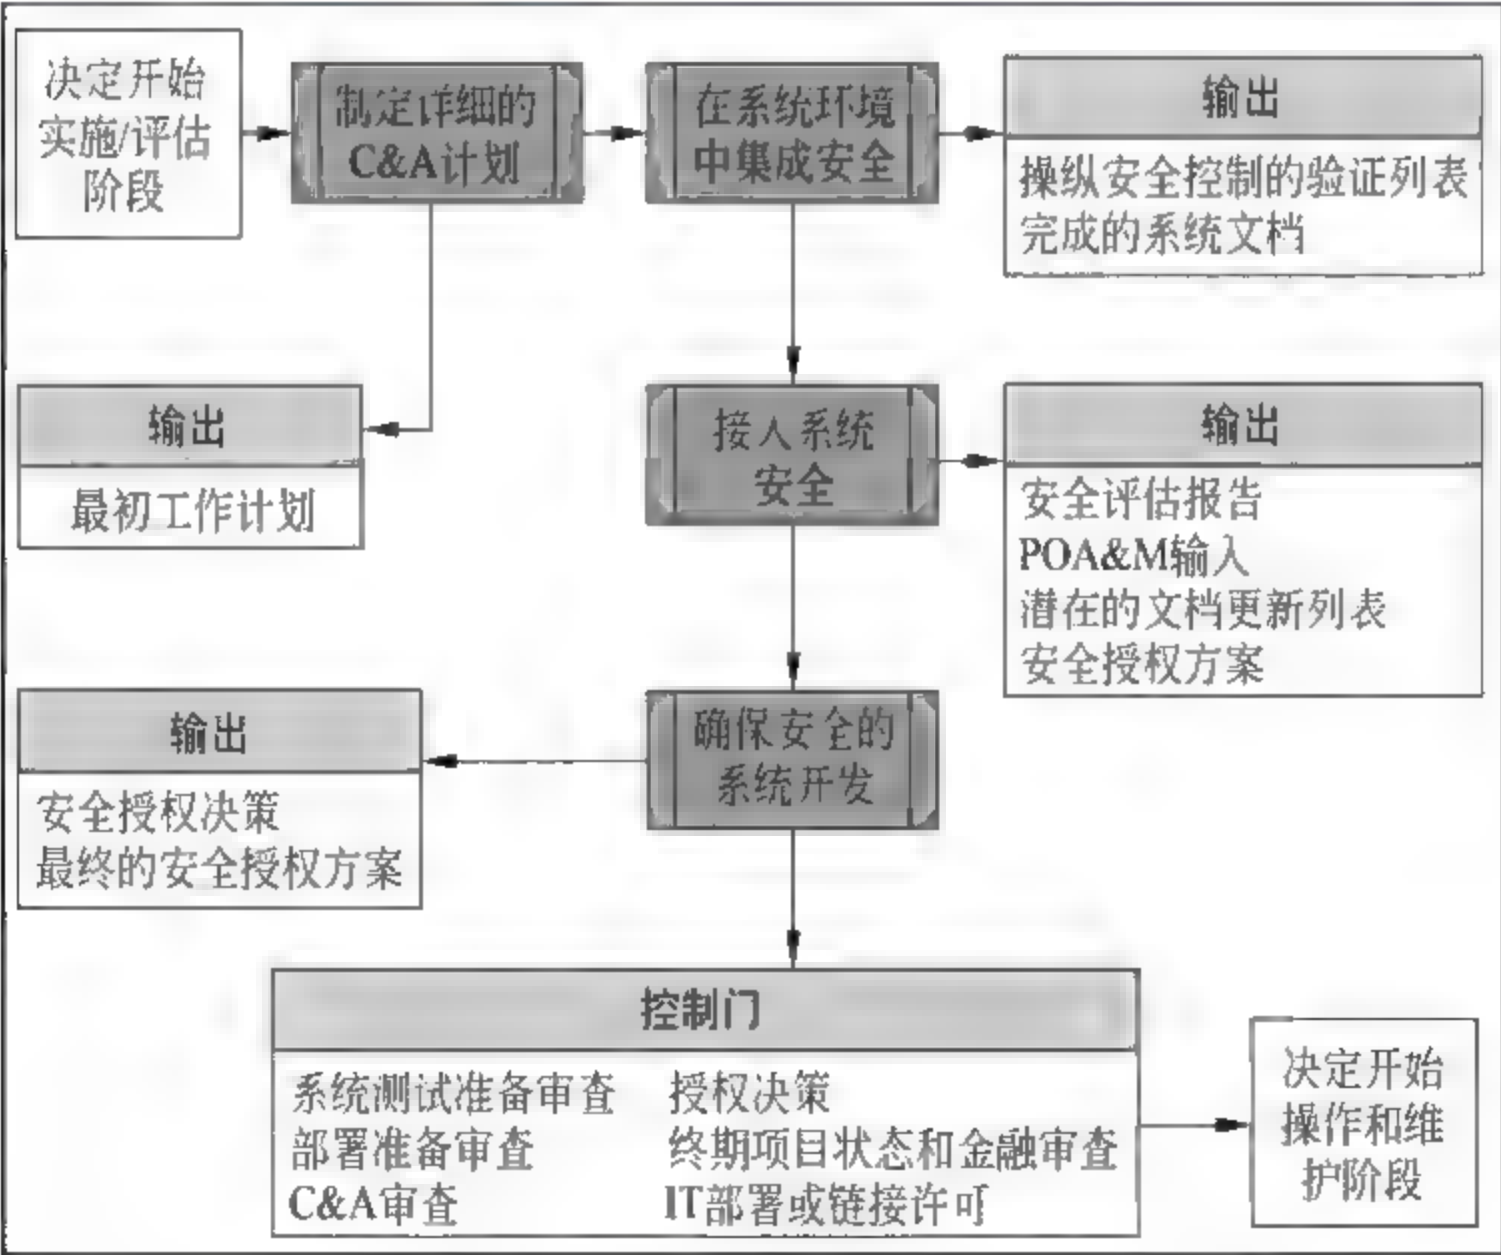 决定开始
实施/评估
阶段
制定详细的
C&A计划
在系统环境
中集成安全
输出
操纵安全控制的验证列表
完成的系统文档
输出
最初工作计划
接入系统
安全
输出
安全评估报告
POA&M输入
潜在的文档更新列表
安全授权方案
输出
安全授权决策
最终的安全授权方案
确保安全的
系统开发
控制门
系统测试准备审查
部署准备审查
C&A审查
授权决策
终期项目状态和金融审查
IT部署或链接许可
决定开始
操作和维
护阶段